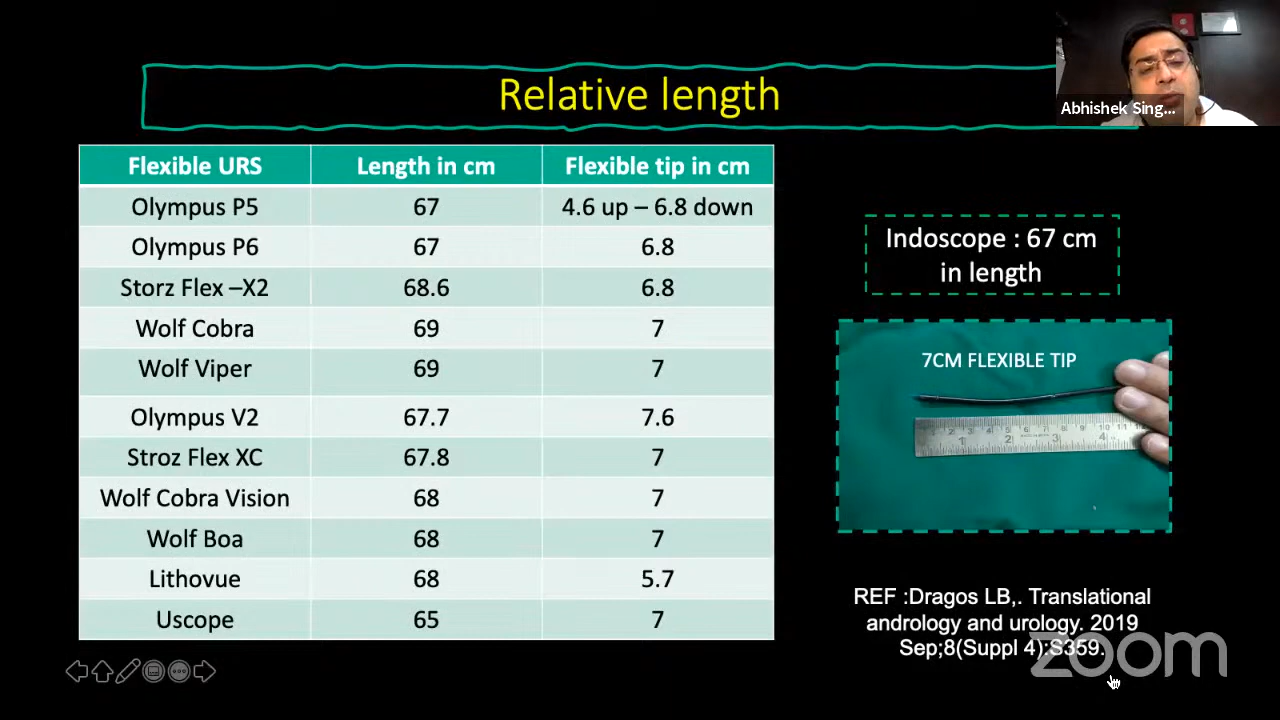 Relative length
Abhishek Sing...
Flexible URS Length in cm Flexible tip in cm
Olympus P5 67 4.6 up – 6.8 down
Olympus P6 67 6.8
Storz Flex –X2 68.6 6.8
Wolf Cobra 69 7
Wolf Viper 69 7
Olympus V2 67.7 7.6
Stroz Flex XC 67.8 7
Wolf Cobra Vision 68 7
Wolf Boa 68 7
Lithovue 68 5.7
Uscope 65 7
Indoscope : 67 cm
in length
7CM FLEXIBLE TIP
REF :Dragos LB,. Translational
andrology and urology. 2019
Sep;8(Suppl 4):S359.
zoom